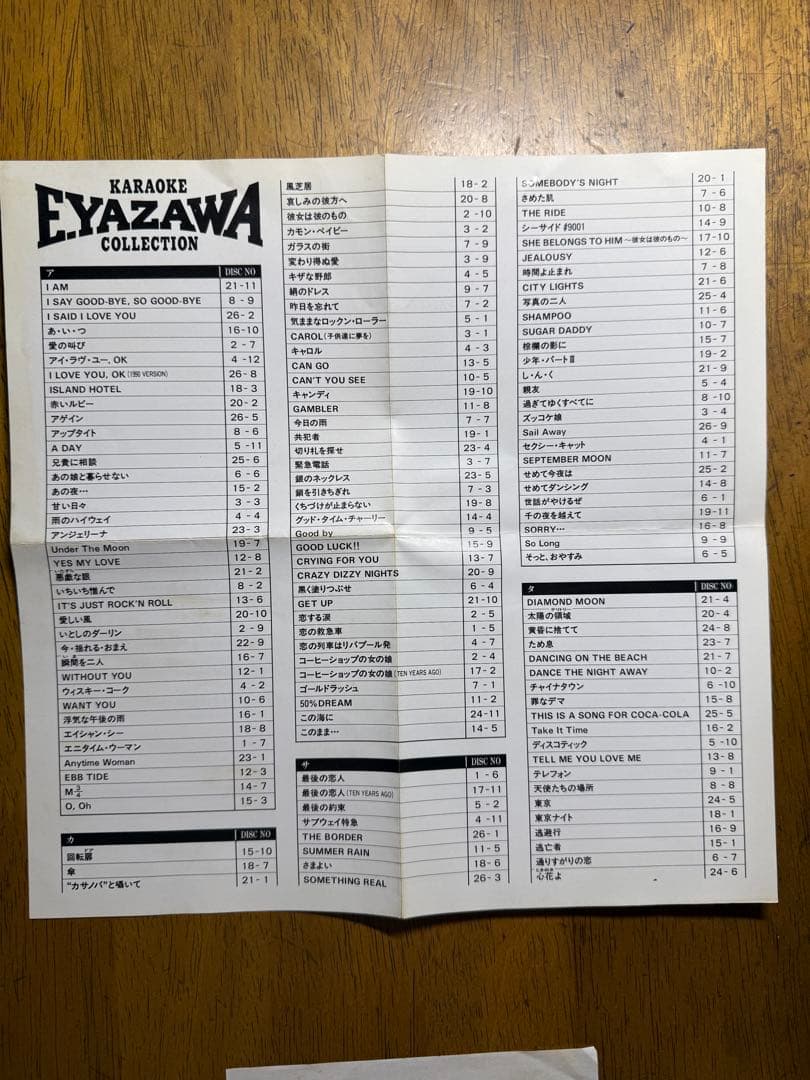 KARAOKE
E.YAZAWA
COLLECTION
ア DISC NO
I AM 21-11
I SAY GOOD-BYE, SO GOOD-BYE 8-9
I SAID I LOVE YOU 26-2
あ・い・つ 16-10
愛の叫び 2-7
アイ・ラヴ・ユー, OK 4-12
I LOVE YOU, OK (1990 VERSION) 26-8
ISLAND HOTEL 18-3
赤いルビー 20-2
アゲイン 26-5
アップタイト 8-6
A DAY 5-11
兄貴に相談 25-6
あの娘と暮らせない 6-6
あの夜… 15-2
甘い日々 3-3
雨のハイウェイ 4-4
アンジェリーナ 23-3
Under The Moon 19-7
YES MY LOVE 12-8
悪戯な眼 21-2
いちいち憎んで 8-2
IT'S JUST ROCK'N ROLL 13-6
愛しい風 20-10
いとしのダーリン 2-9
今・揺れる・おまえ 22-9
瞬間を二人 16-7
WITHOUT YOU 12-1
ウィスキー・コーク 4-2
WANT YOU 10-6
浮気な午後の雨 16-1
エイシャン・シー 18-8
エニタイム・ウーマン 1-7
Anytime Woman 23-1
EBB TIDE 12-3
M¾ 14-7
O, Oh 15-3
カ DISC NO
回転扉 15-10
傘 18-7
“カサノバ”と囁いて 21-1
風芝居 18-2
哀しみの彼方へ 20-8
彼女は彼のもの 2-10
カモン・ベイビー 3-2
ガラスの街 7-9
変わり得ぬ愛 3-9
キザな野郎 4-5
絹のドレス 9-7
昨日を忘れて 7-2
気ままなロックン・ローラー 5-1
CAROL (子供達に夢を) 3-1
キャロル 4-3
CAN GO 13-5
CAN'T YOU SEE 10-5
キャンディ 19-10
GAMBLER 11-8
今日の雨 7-7
共犯者 19-1
切り札を探せ 23-4
緊急電話 3-7
銀のネックレス 23-5
鎖を引きちぎれ 7-3
くちづけが止まらない 19-8
グッド・タイム・チャーリー 14-4
Good by 9-5
GOOD LUCK!! 15-9
CRYING FOR YOU 13-7
CRAZY DIZZY NIGHTS 20-9
黒く塗りつぶせ 6-4
GET UP 21-10
恋する涙 2-5
恋の救急車 1-5
恋の列車はリバプール発 4-7
コーヒーショップの女の娘 2-4
コーヒーショップの女の娘 (TEN YEARS AGO) 17-2
ゴールドラッシュ 7-1
50% DREAM 11-2
この海に 24-11
このまま… 14-5
サ DISC NO
最後の恋人 1-6
最後の恋人 (TEN YEARS AGO) 17-11
最後の約束 5-2
サブウェイ特急 4-11
THE BORDER 26-1
SUMMER RAIN 11-5
さまよい 18-6
SOMETHING REAL 26-3
SOMEBODY'S NIGHT 20-1
さめた肌 7-6
THE RIDE 10-8
シーサイド #9001 14-9
SHE BELONGS TO HIM〜彼女は彼のもの〜 17-10
JEALOUSY 12-6
時間よ止まれ 7-8
CITY LIGHTS 21-6
写真の二人 25-4
SHAMPOO 11-6
SUGAR DADDY 10-7
棕櫚の影に 15-7
少年・パートⅡ 19-2
し・ん・く 21-9
親友 5-4
過ぎてゆくすべてに 8-10
ズッコケ娘 3-4
Sail Away 26-9
セクシー・キャット 4-1
SEPTEMBER MOON 11-7
せめて今夜は 25-2
せめてダンシング 14-8
世話がやけるぜ 6-1
千の夜を越えて 19-11
SORRY… 16-8
So Long 9-9
そっと、おやすみ 6-5
タ DISC NO
DIAMOND MOON 21-4
太陽の領域 20-4
黄昏に捨てて 24-8
ため息 23-7
DANCING ON THE BEACH 21-7
DANCE THE NIGHT AWAY 10-2
チャイナタウン 6-10
罪なデマ 15-8
THIS IS A SONG FOR COCA-COLA 25-5
Take It Time 16-2
ディスコティック 5-10
TELL ME YOU LOVE ME 13-8
テレフォン 9-1
天使たちの場所 8-8
東京 24-5
東京ナイト 18-1
逃避行 16-9
逃亡者 15-1
通りすがりの恋 6-7
心花よ 24-6